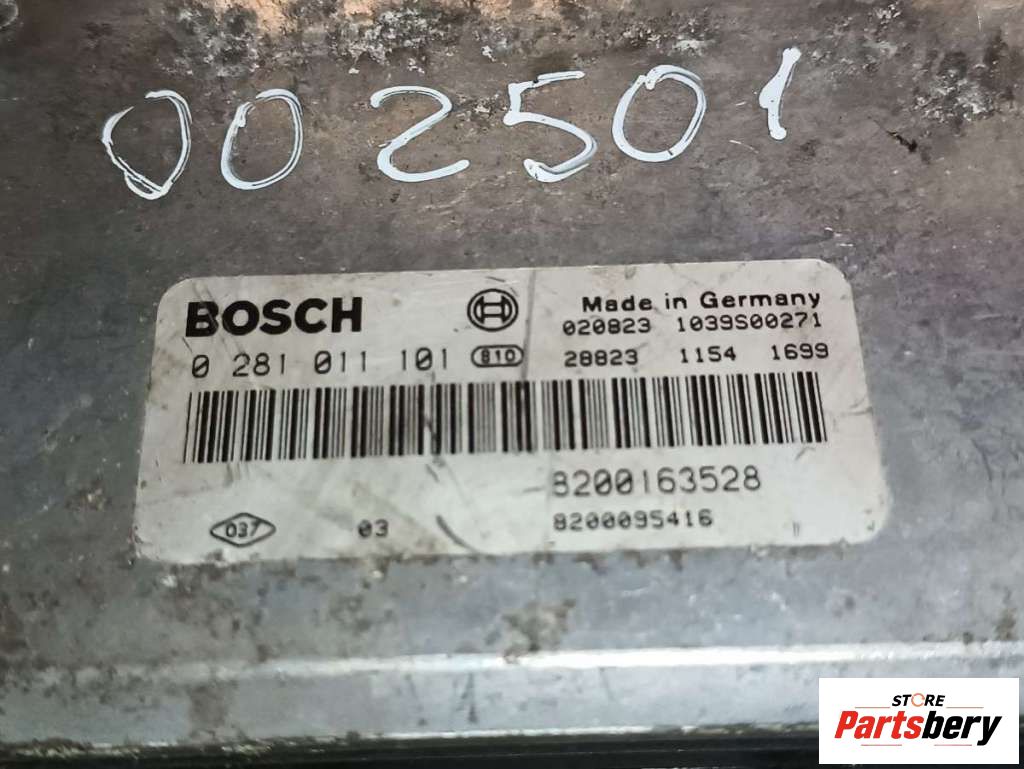 002501
BOSCH Made in Germany
020823 1039S00271
0 281 011 101 810 28823 1154 1699
8200163528
037 03 8200095416
STORE
Partsbery